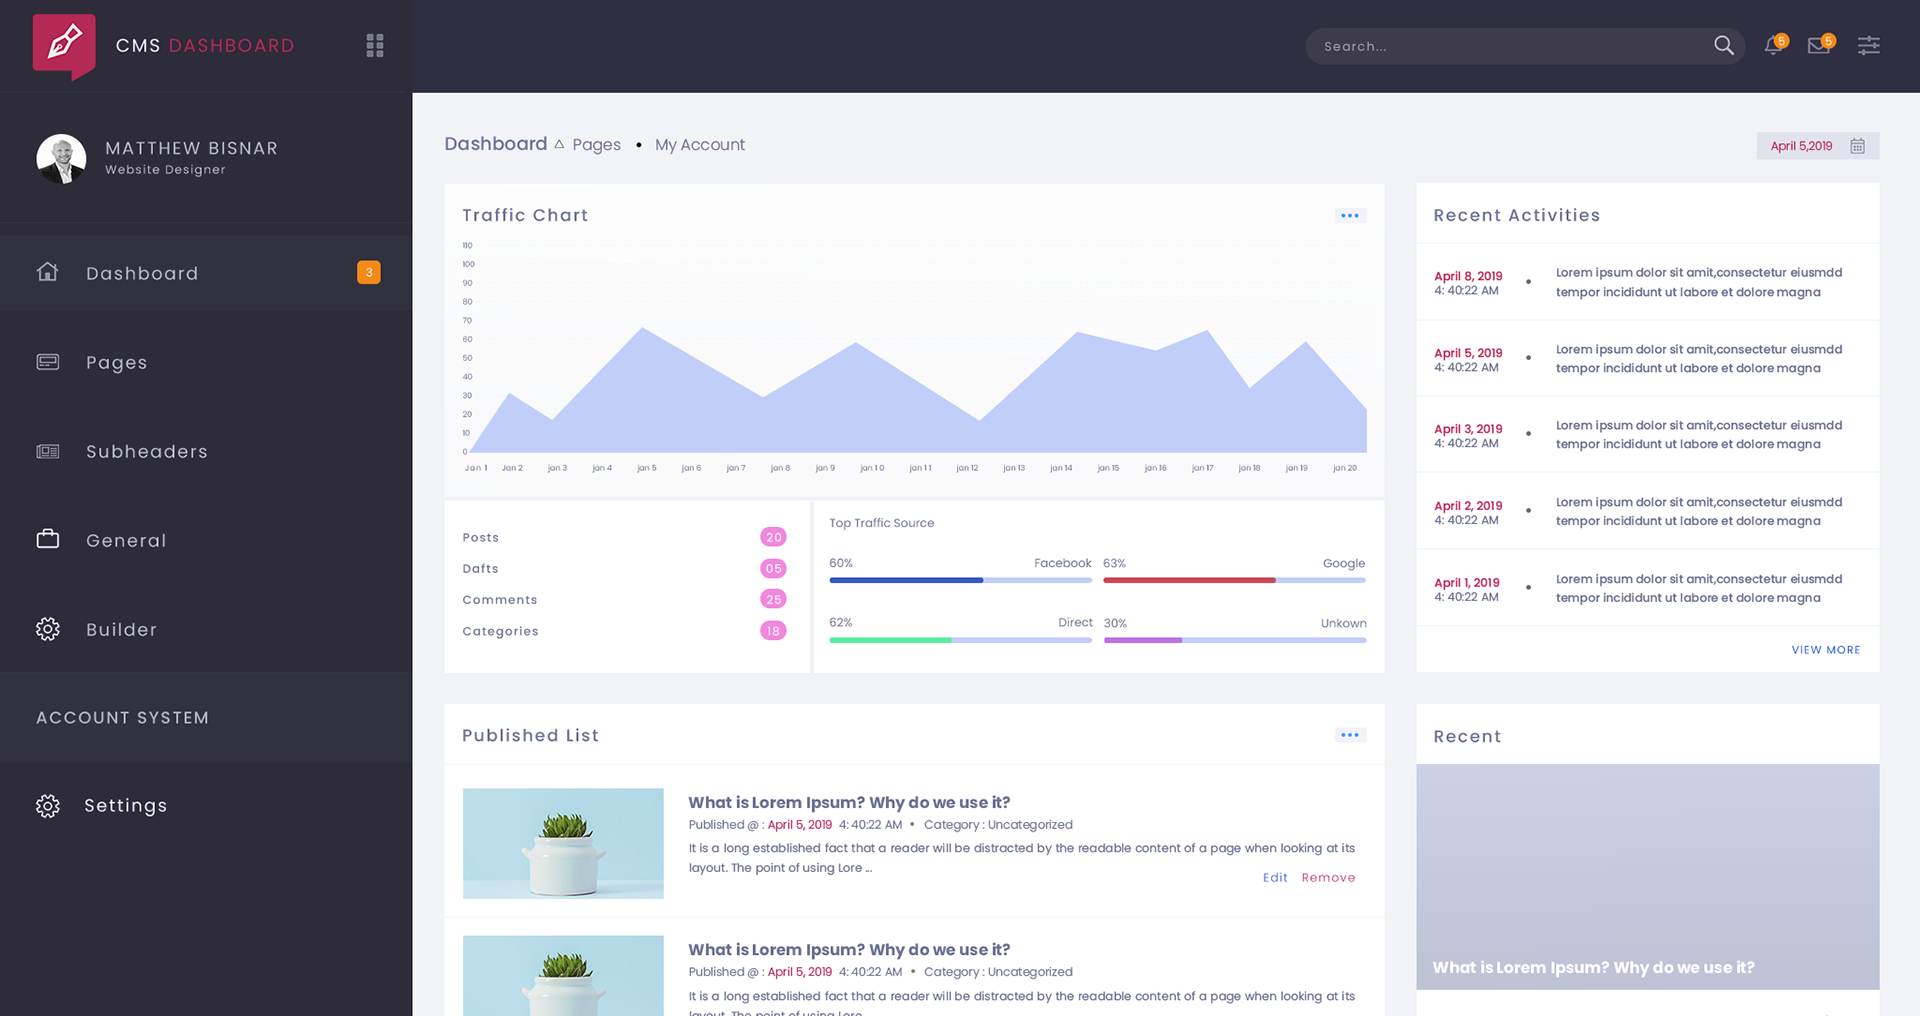 CMS DASHBOARD
Search...
5
5
MATTHEW BISNAR
Website Designer
Dashboard
3
Pages
Subheaders
General
Builder
ACCOUNT SYSTEM
Settings
Dashboard Pages • My Account
April 5,2019
Traffic Chart
110
100
90
80
70
60
50
40
30
20
10
0
Jan 1 Jan 2 jan 3 jan 4 jan 5 jan 6 jan 7 jan 8 jan 9 jan 1 0 jan 1 1 jan 12 jan 13 jan 14 jan 15 jan 16 jan 17 jan 18 jan 19 jan 20
Posts 20
Dafts 05
Comments 25
Categories 18
Top Traffic Source
60% Facebook
63% Google
62% Direct
30% Unkown
Recent Activities
April 8, 2019
4: 40:22 AM
•
Lorem ipsum dolor sit amit,consectetur eiusmdd
tempor incididunt ut labore et dolore magna
April 5, 2019
4: 40:22 AM
•
Lorem ipsum dolor sit amit,consectetur eiusmdd
tempor incididunt ut labore et dolore magna
April 3, 2019
4: 40:22 AM
•
Lorem ipsum dolor sit amit,consectetur eiusmdd
tempor incididunt ut labore et dolore magna
April 2, 2019
4: 40:22 AM
•
Lorem ipsum dolor sit amit,consectetur eiusmdd
tempor incididunt ut labore et dolore magna
April 1, 2019
4: 40:22 AM
•
Lorem ipsum dolor sit amit,consectetur eiusmdd
tempor incididunt ut labore et dolore magna
VIEW MORE
Published List
What is Lorem Ipsum? Why do we use it?
Published @ : April 5, 2019 4: 40:22 AM • Category : Uncategorized
It is a long established fact that a reader will be distracted by the readable content of a page when looking at its
layout. The point of using Lore ...
Edit Remove
What is Lorem Ipsum? Why do we use it?
Published @ : April 5, 2019 4: 40:22 AM • Category : Uncategorized
It is a long established fact that a reader will be distracted by the readable content of a page when looking at its
layout. The point of using Lore
Recent
What is Lorem Ipsum? Why do we use it?